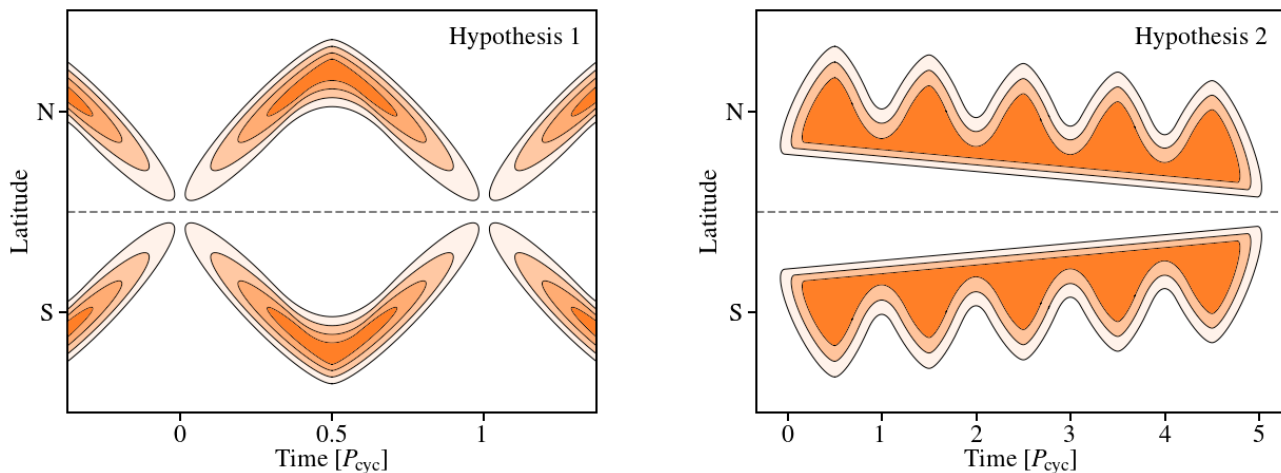 Hypothesis 1
N
Latitude
S
0
0.5
1
Time [P_cyc]
Hypothesis 2
N
Latitude
S
0
1
2
3
4
5
Time [P_cyc]